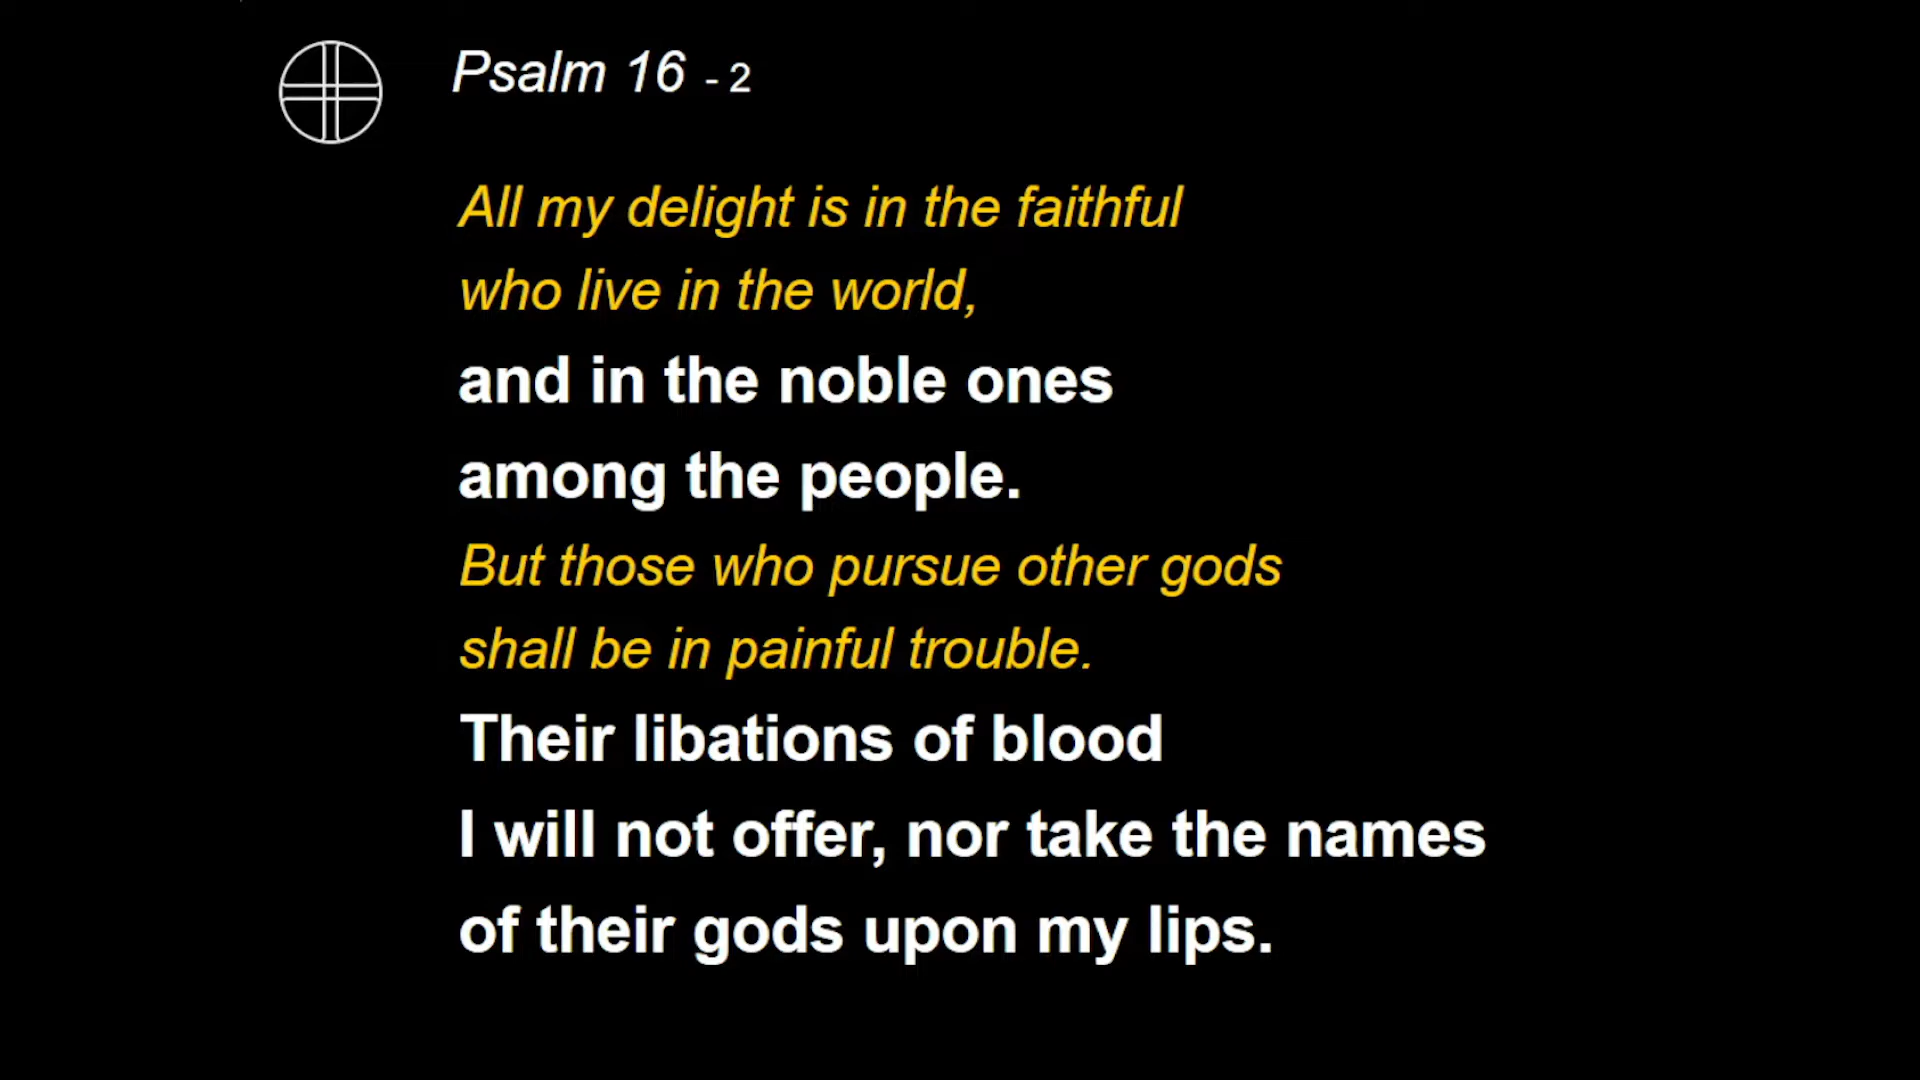 Psalm 16 - 2
All my delight is in the faithful
who live in the world,
and in the noble ones
among the people.
But those who pursue other gods
shall be in painful trouble.
Their libations of blood
I will not offer, nor take the names
of their gods upon my lips.